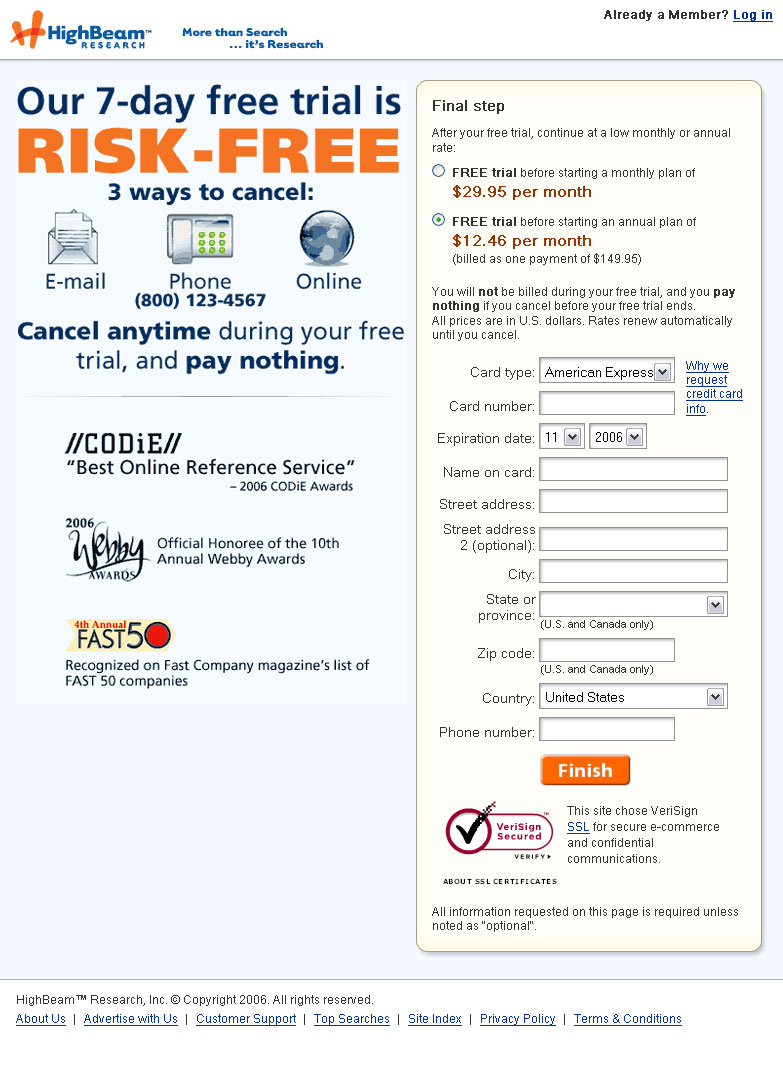 HighBeam™
RESEARCH
More than Search
... it's Research
Already a Member? Log in
Our 7-day free trial is
RISK-FREE
3 ways to cancel:
E-mail
Phone
(800) 123-4567
Online
Cancel anytime during your free
trial, and pay nothing.
//CODiE//
“Best Online Reference Service”
– 2006 CODiE Awards
2006
Webby
AWARDS
Official Honoree of the 10th
Annual Webby Awards
4th Annual
FAST50
Recognized on Fast Company magazine's list of
FAST 50 companies
Final step
After your free trial, continue at a low monthly or annual
rate:
FREE trial before starting a monthly plan of
$29.95 per month
FREE trial before starting an annual plan of
$12.46 per month
(billed as one payment of $149.95)
You will not be billed during your free trial, and you pay
nothing if you cancel before your free trial ends.
All prices are in U.S. dollars. Rates renew automatically
until you cancel.
Card type: American Express
Why we
request
credit card
info.
Card number:
Expiration date: 11 2006
Name on card:
Street address:
Street address
2 (optional):
City:
State or
province:
(U.S. and Canada only)
Zip code:
(U.S. and Canada only)
Country: United States
Phone number:
Finish
VeriSign™
Secured
VERIFY
ABOUT SSL CERTIFICATES
This site chose VeriSign
SSL for secure e-commerce
and confidential
communications.
All information requested on this page is required unless
noted as "optional".
HighBeam™ Research, Inc. © Copyright 2006. All rights reserved.
About Us | Advertise with Us | Customer Support | Top Searches | Site Index | Privacy Policy | Terms & Conditions